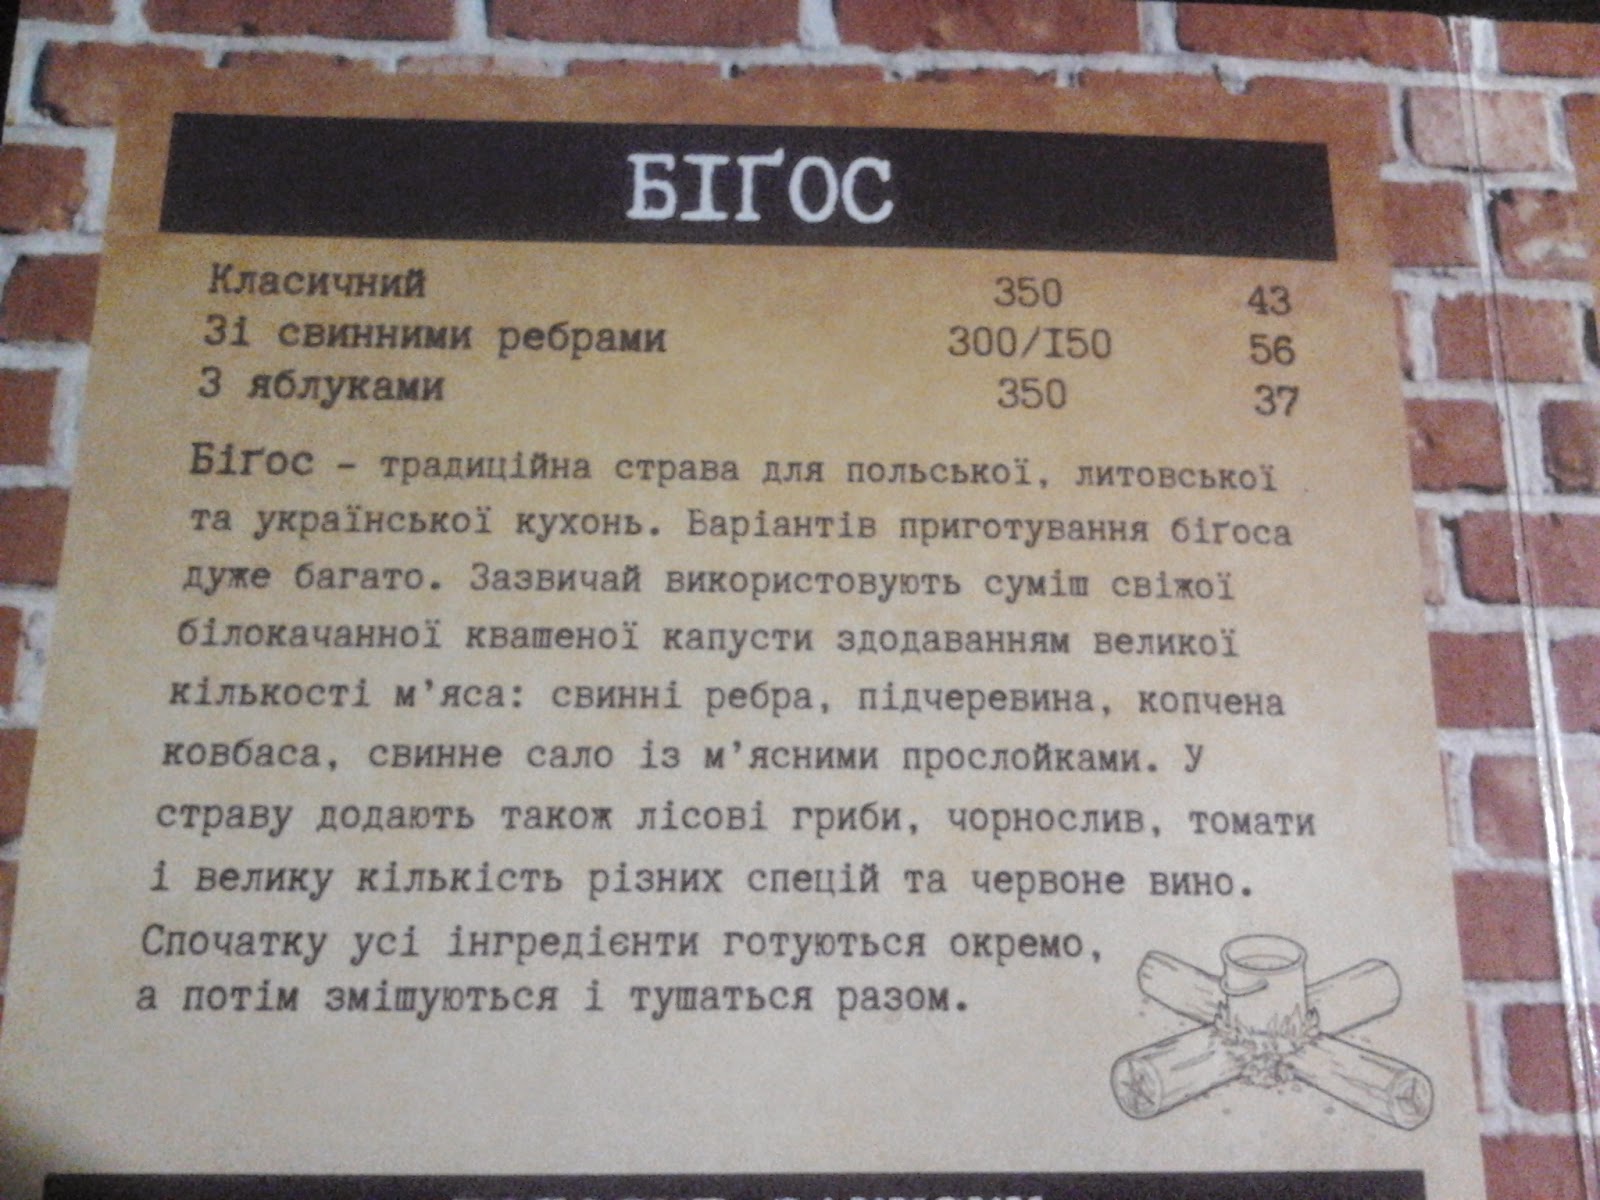 БІҐОС
Класичний 350 43
Зі свинними ребрами 300/I50 56
З яблуками 350 37
Біґос - традиційна страва для польської, литовської
та української кухонь. Варіантів приготування біґоса
дуже багато. Зазвичай використовують суміш свіжої
білокачанної квашеної капусти здодаванням великої
кількості м’яса: свинні ребра, підчеревина, копчена
ковбаса, свинне сало із м’ясними прослойками. У
страву додають також лісові гриби, чорнослив, томати
і велику кількість різних спецій та червоне вино.
Спочатку усі інгредієнти готуються окремо,
а потім змішуються і тушаться разом.